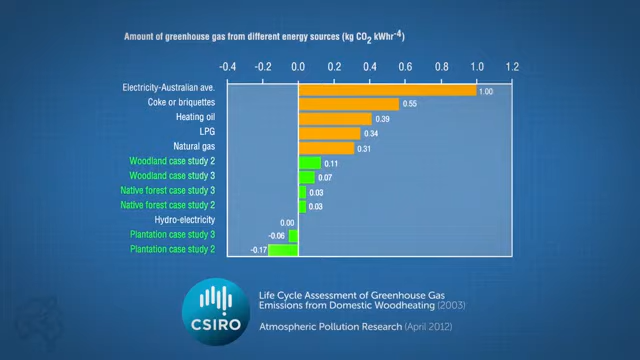 Amount of greenhouse gas from different energy sources (kg CO2 kWhr-4)
-0.4 -0.2 0.0 0.2 0.4 0.6 0.8 1.0 1.2
Electricity-Australian ave. 1.00
Coke or briquettes 0.55
Heating oil 0.39
LPG 0.34
Natural gas 0.31
Woodland case study 2 0.11
Woodland case study 3 0.07
Native forest case study 3 0.03
Native forest case study 2 0.03
Hydro-electricity 0.00
Plantation case study 3 -0.06
Plantation case study 2 -0.17
CSIRO
Life Cycle Assessment of Greenhouse Gas
Emissions from Domestic Woodheating (2003)
Atmospheric Pollution Research (April 2012)